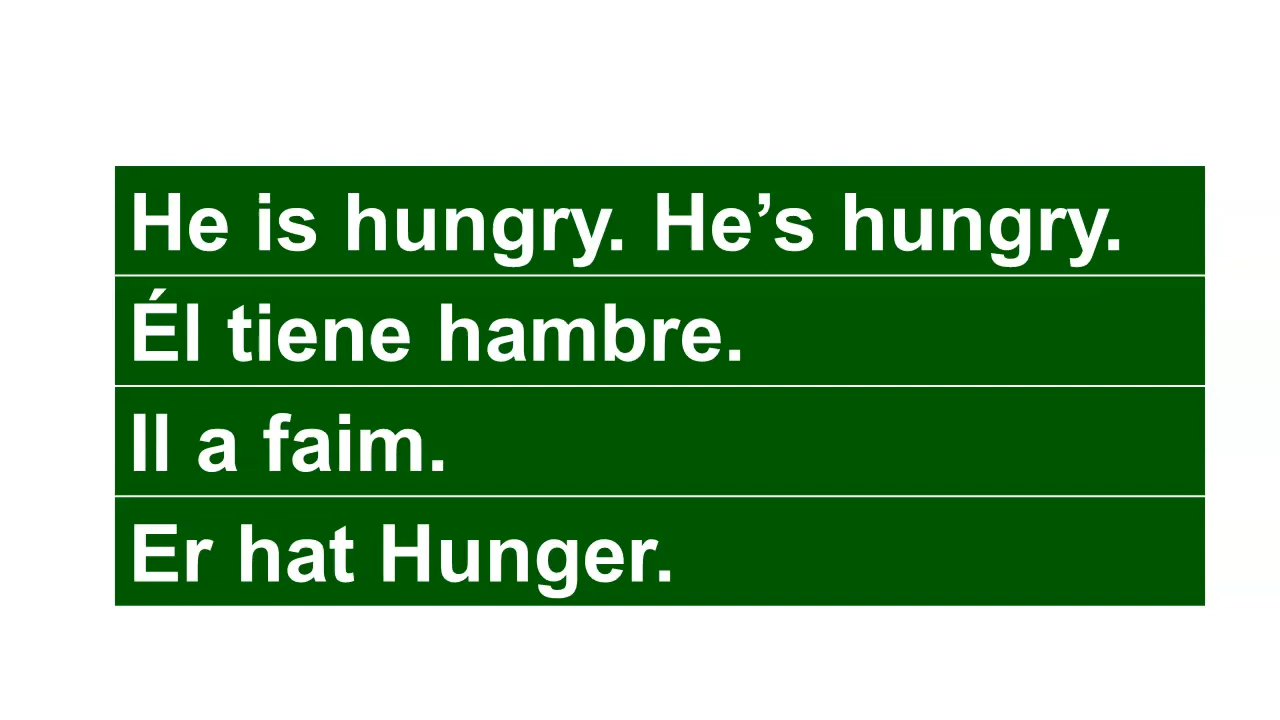 He is hungry. He’s hungry.
Él tiene hambre.
Il a faim.
Er hat Hunger.